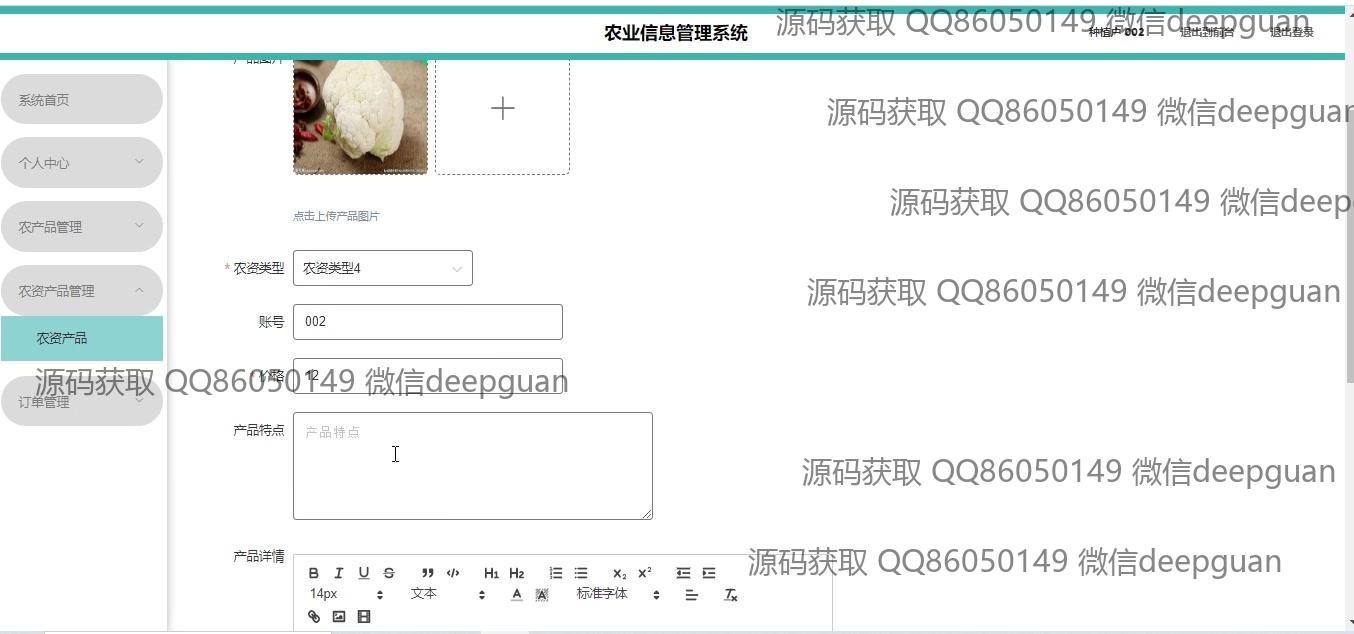 农业信息管理系统
源码获取 QQ86050149 微信deepguan
种植户 002
退出到前台
退出登录
产品图片
系统首页
源码获取 QQ86050149 微信deepguan
个人中心
源码获取 QQ86050149 微信deep
点击上传产品图片
农产品管理
* 农资类型
农资类型4
农资产品管理
源码获取 QQ86050149 微信deepguan
账号
002
农资产品
价格
12
源码获取 QQ86050149 微信deepguan
订单管理
产品特点
产品特点
源码获取 QQ86050149 微信deepguan
产品详情
源码获取 QQ86050149 微信deepguan
B I U S ” </> H1 H2 X2 X²
14px 文本 A A 标准字体 Tx